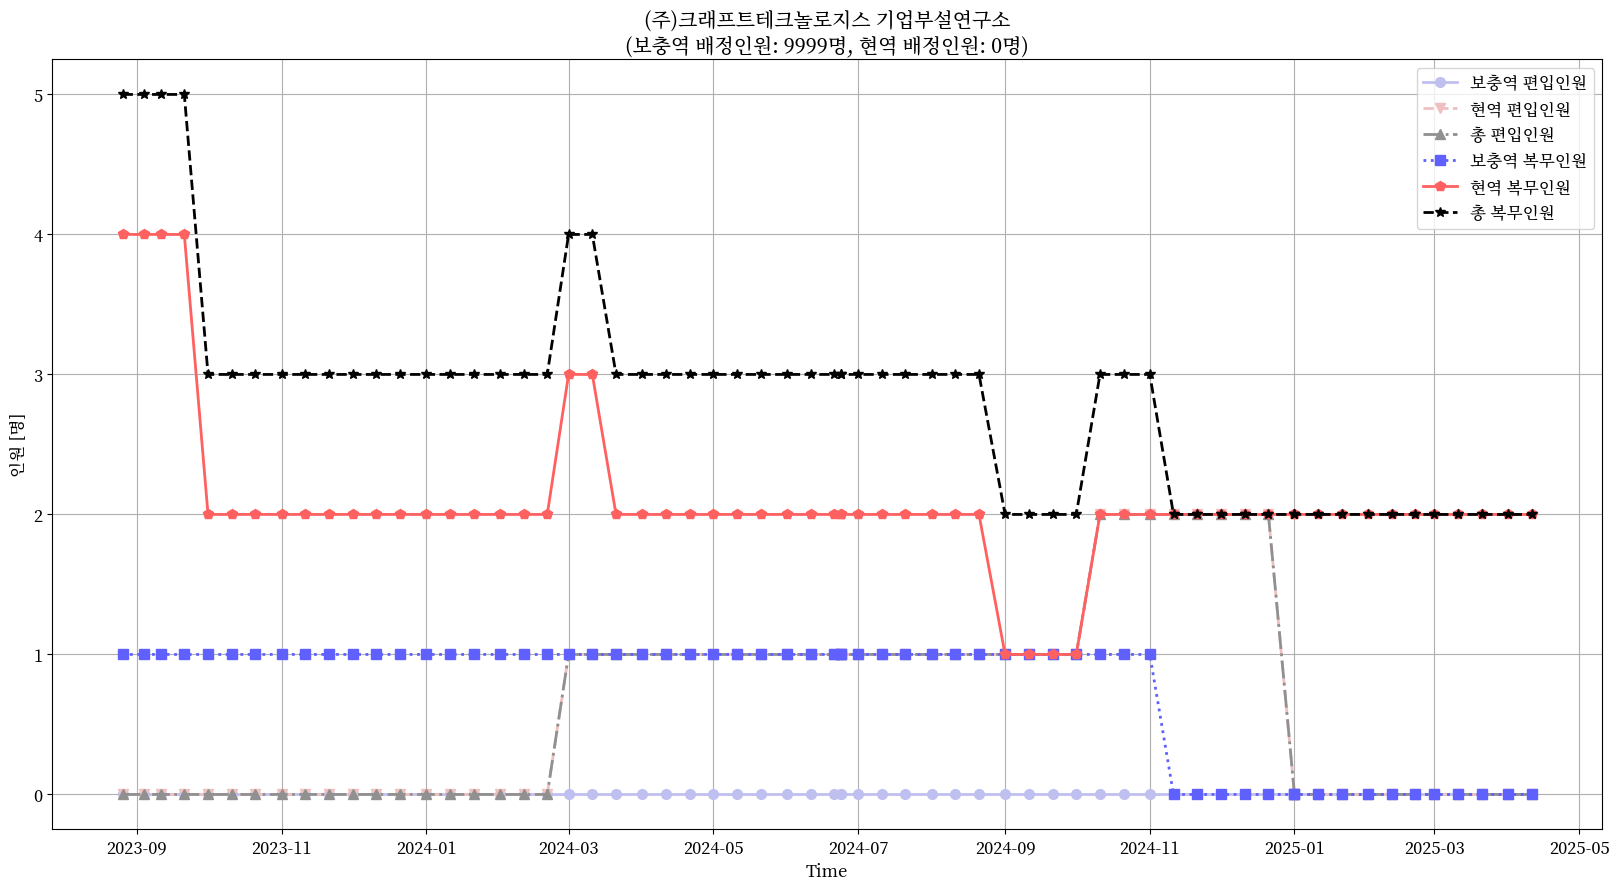 (주)크래프트테크놀로지스 기업부설연구소
(보충역 배정인원: 9999명, 현역 배정인원: 0명)
보충역 편입인원
현역 편입인원
총 편입인원
보충역 복무인원
현역 복무인원
총 복무인원
인원 [명]
5
4
3
2
1
0
2023-09 2023-11 2024-01 2024-03 2024-05 2024-07 2024-09 2024-11 2025-01 2025-03 2025-05
Time